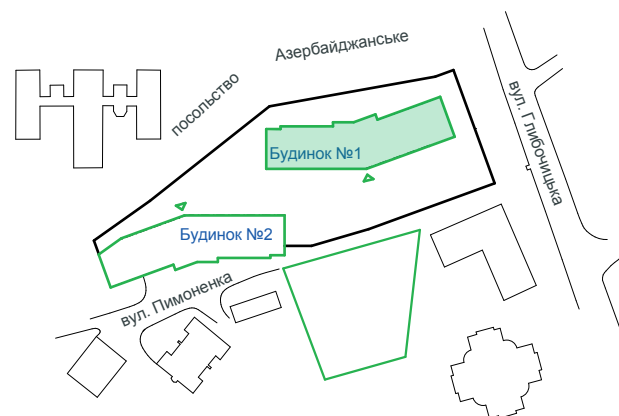 Азербайджанське
посольство
вул. Глибочицька
Будинок №1
Будинок №2
вул. Пимоненка